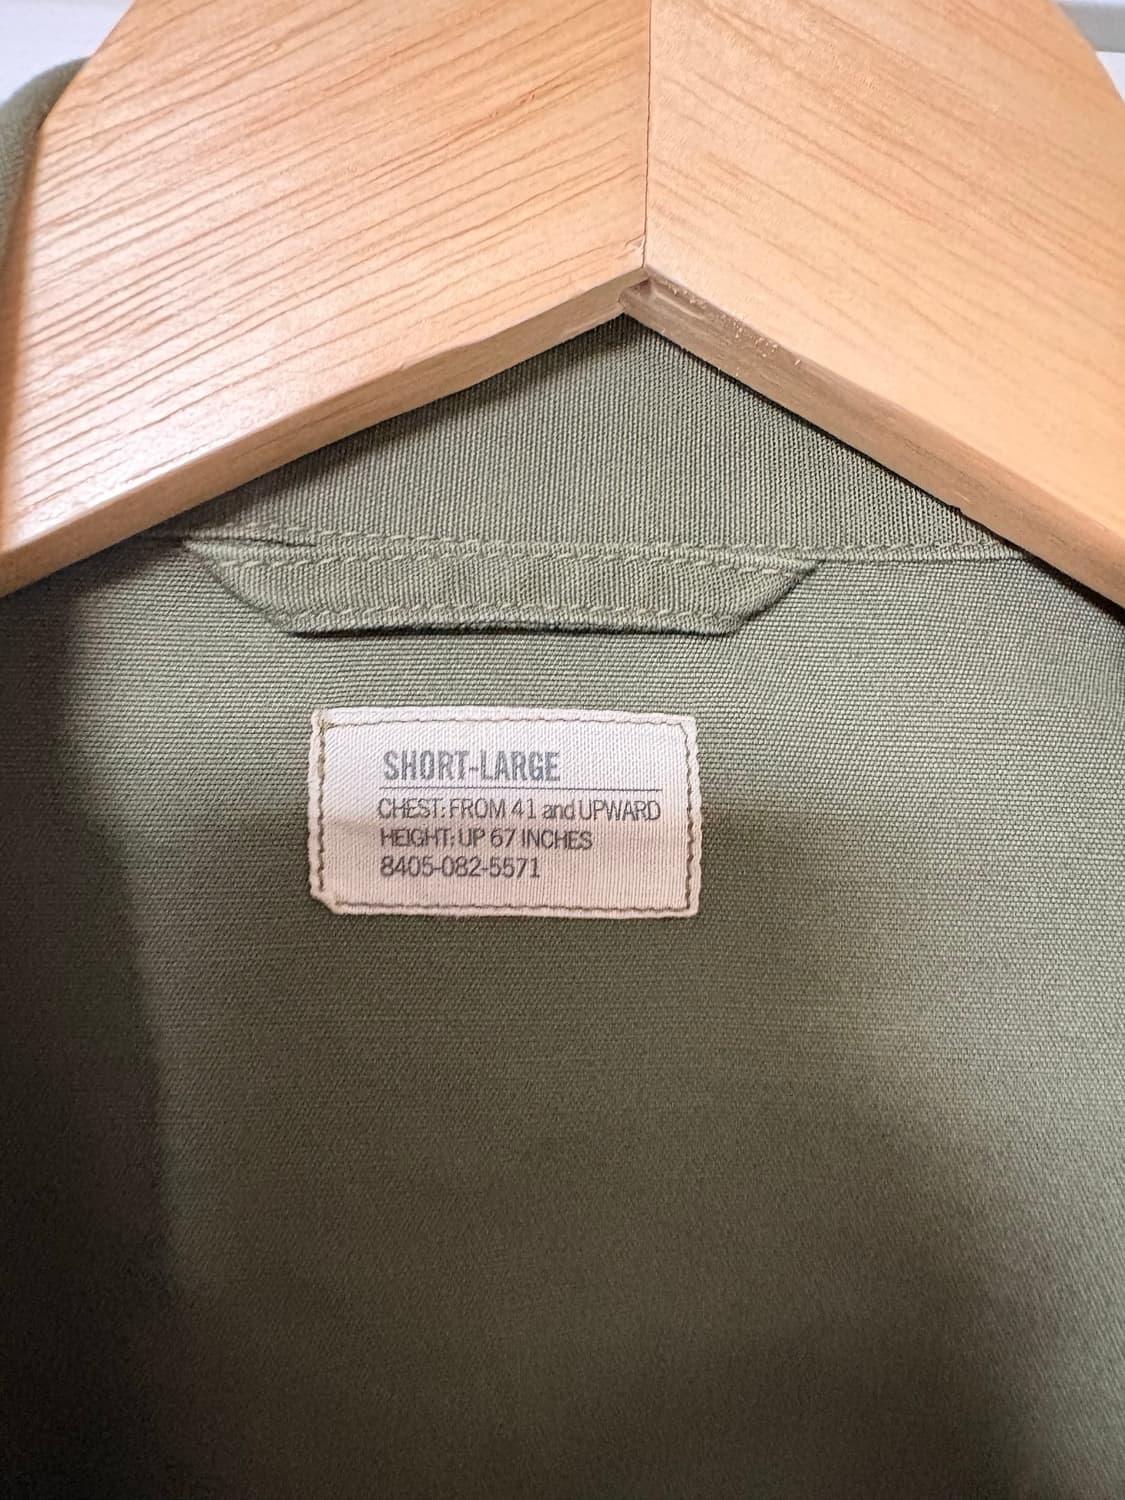 SHORT-LARGE
CHEST: FROM 41 and UPWARD
HEIGHT: UP 67 INCHES
8405-082-5571